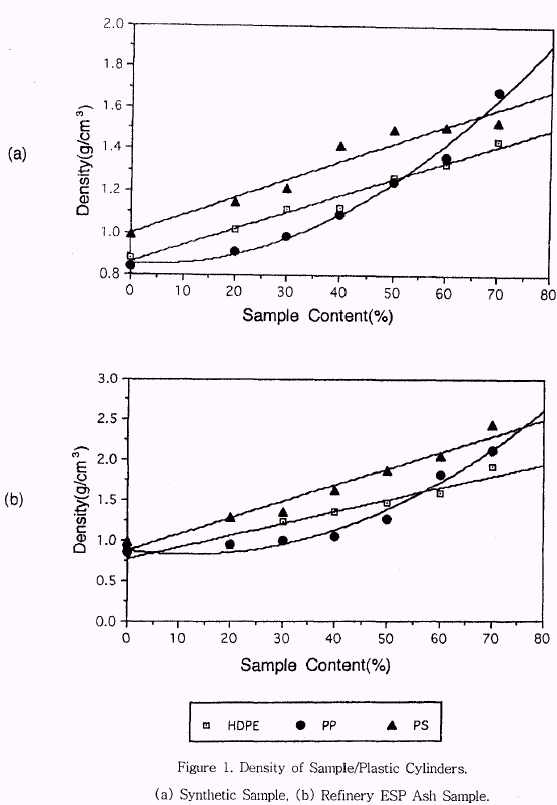 (a)
Density(g/cm³)
2.0
1.8
1.6
1.4
1.2
1.0
0.8
0 10 20 30 40 50 60 70 80
Sample Content(%)
(b)
Density(g/cm³)
3.0
2.5
2.0
1.5
1.0
0.5
0.0
0 10 20 30 40 50 60 70 80
Sample Content(%)
HDPE PP PS
Figure 1. Density of Sample/Plastic Cylinders.
(a) Synthetic Sample, (b) Refinery ESP Ash Sample.